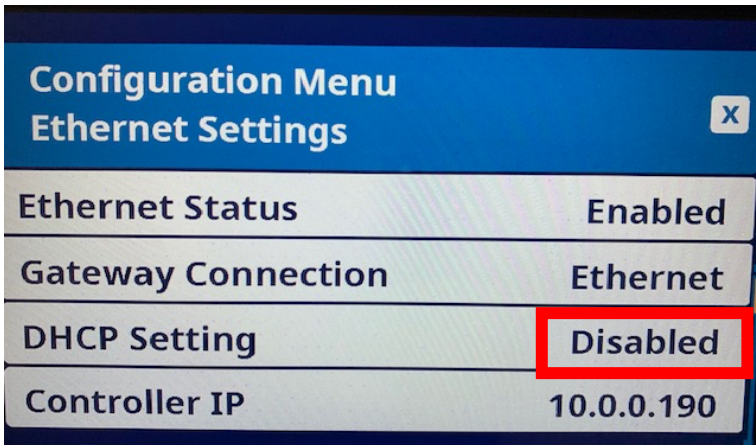 Configuration Menu
Ethernet Settings
X
Ethernet Status Enabled
Gateway Connection Ethernet
DHCP Setting Disabled
Controller IP 10.0.0.190